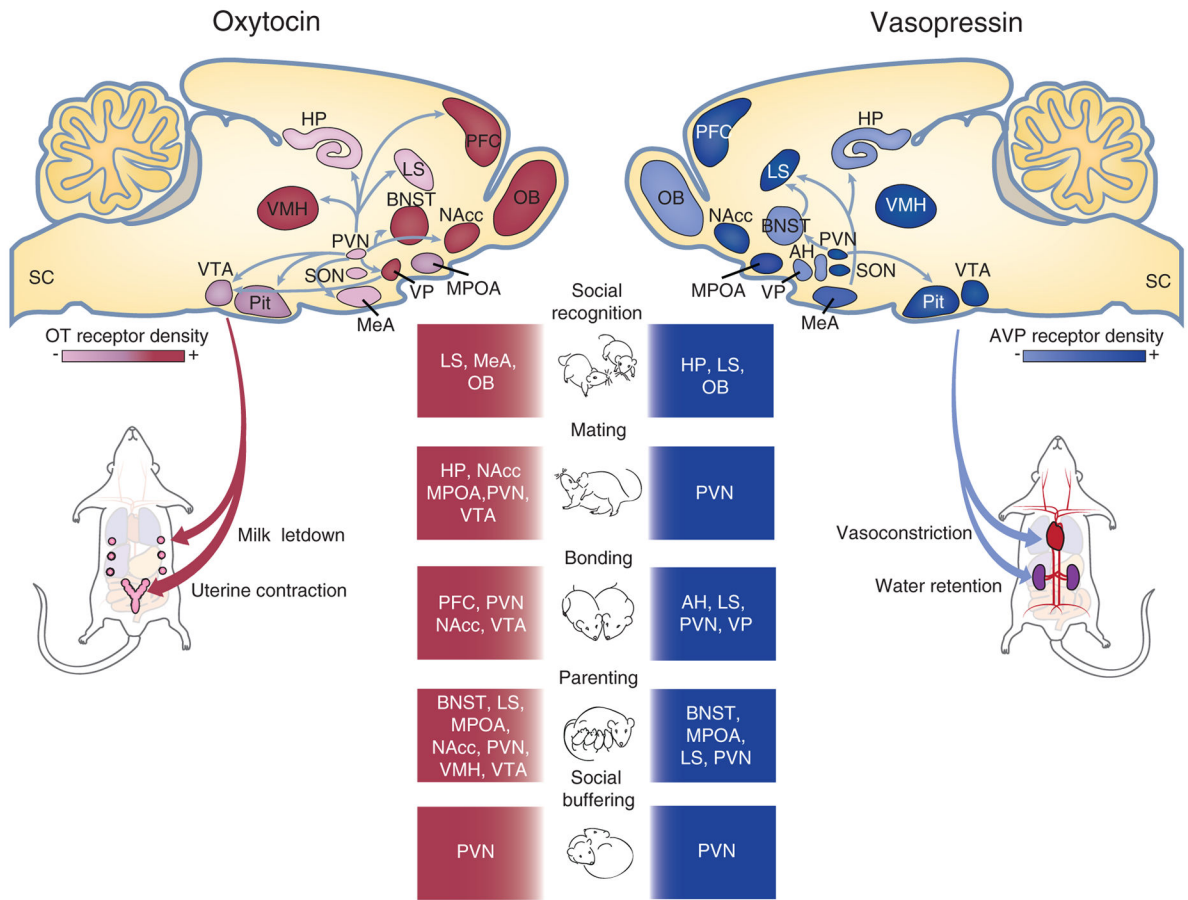 Oxytocin
Vasopressin
HP
PFC
LS
OB
VMH
BNST
NAcc
PVN
SC
VTA
SON
Pit
VP
MPOA
MeA
OT receptor density
- +
PFC
HP
LS
OB
VMH
NAcc
BNST
PVN
AH
SON
VTA
SC
MPOA
VP
Pit
MeA
AVP receptor density
- +
Social
recognition
LS, MeA,
OB
HP, LS,
OB
Mating
HP, NAcc
MPOA,PVN,
VTA
PVN
Milk letdown
Uterine contraction
Vasoconstriction
Water retention
Bonding
PFC, PVN
NAcc, VTA
AH, LS,
PVN, VP
Parenting
BNST, LS,
MPOA,
NAcc, PVN,
VMH, VTA
BNST,
MPOA,
LS, PVN
Social
buffering
PVN
PVN